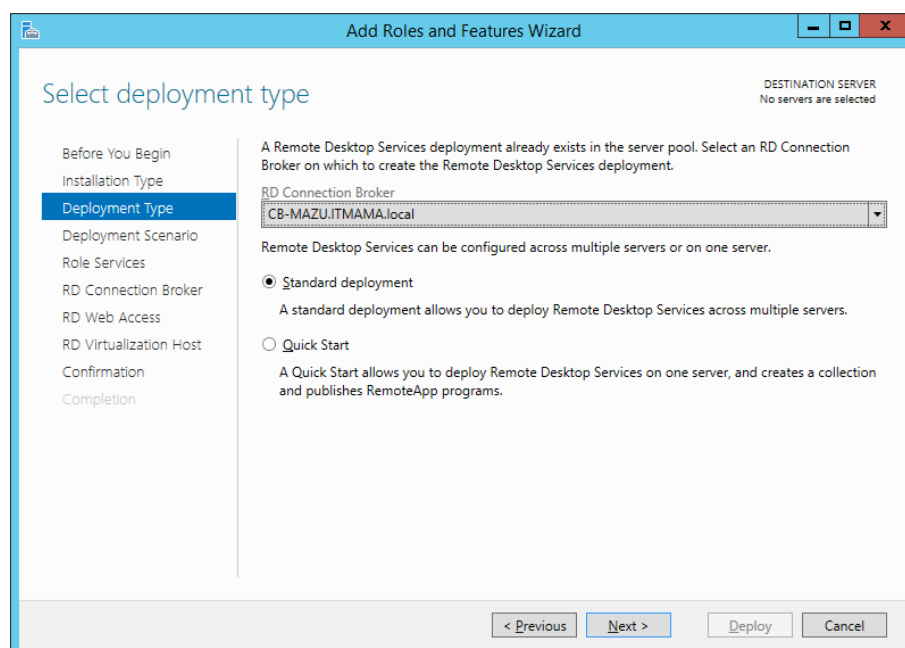 Add Roles and Features Wizard
Select deployment type
DESTINATION SERVER
No servers are selected
Before You Begin
Installation Type
Deployment Type
Deployment Scenario
Role Services
RD Connection Broker
RD Web Access
RD Virtualization Host
Confirmation
Completion
A Remote Desktop Services deployment already exists in the server pool. Select an RD Connection
Broker on which to create the Remote Desktop Services deployment.
RD Connection Broker
CB-MAZU.ITMAMA.local
Remote Desktop Services can be configured across multiple servers or on one server.
Standard deployment
A standard deployment allows you to deploy Remote Desktop Services across multiple servers.
Quick Start
A Quick Start allows you to deploy Remote Desktop Services on one server, and creates a collection
and publishes RemoteApp programs.
< Previous
Next >
Deploy
Cancel